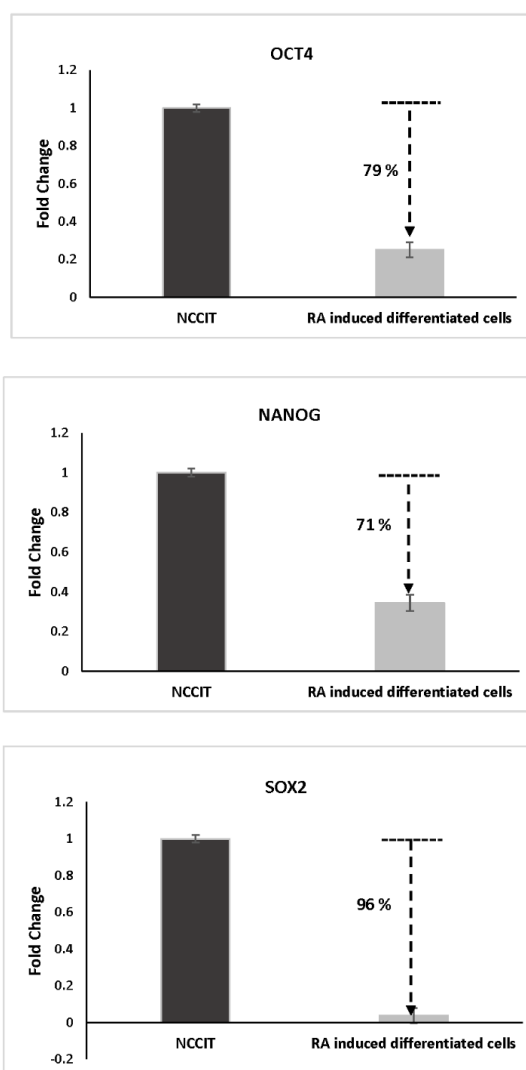 OCT4
1.2
1
0.8
0.6
0.4
0.2
0
Fold Change
79 %
NCCIT
RA induced differentiated cells
NANOG
1.2
1
0.8
0.6
0.4
0.2
0
Fold Change
71 %
NCCIT
RA induced differentiated cells
SOX2
1.2
1
0.8
0.6
0.4
0.2
0
-0.2
Fold Change
96 %
NCCIT
RA induced differentiated cells